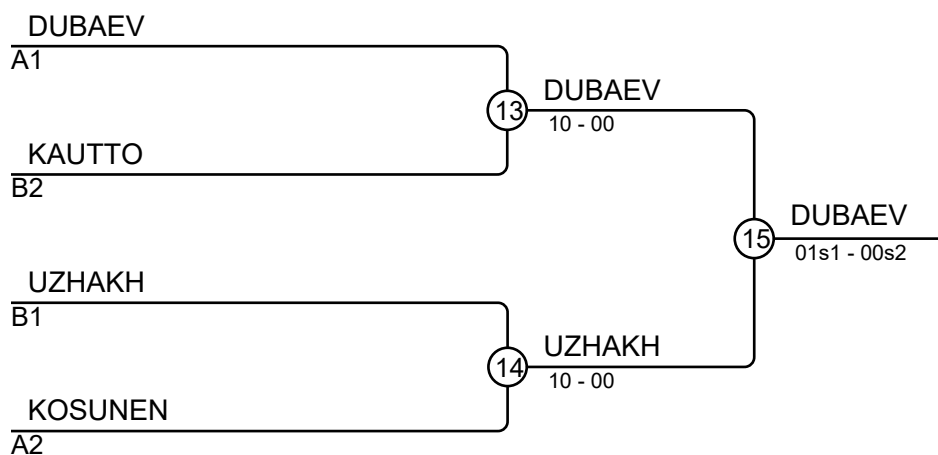 DUBAEV
A1
13
DUBAEV
10 - 00
KAUTTO
B2
15
DUBAEV
01s1 - 00s2
UZHAKH
B1
14
UZHAKH
10 - 00
KOSUNEN
A2